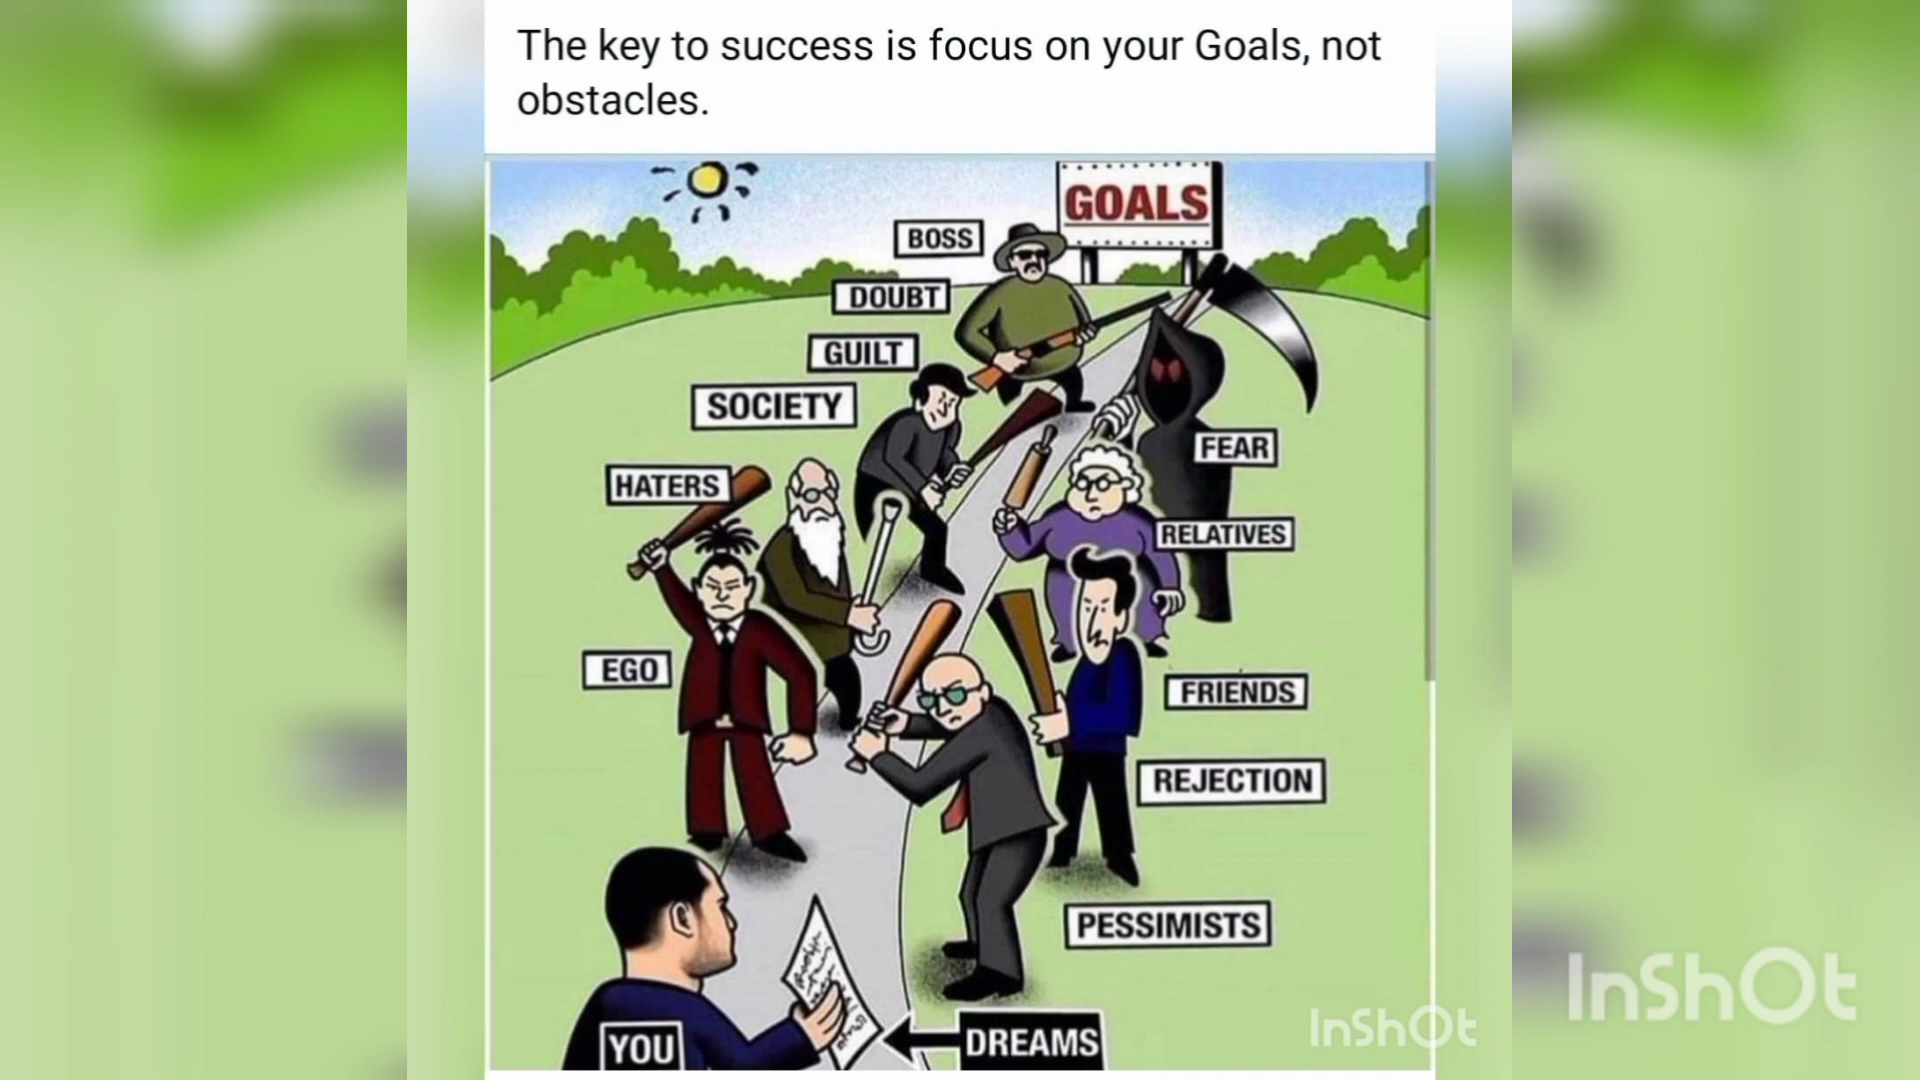 The key to success is focus on your Goals, not
obstacles.
GOALS
BOSS
DOUBT
GUILT
SOCIETY
HATERS
FEAR
RELATIVES
EGO
FRIENDS
REJECTION
PESSIMISTS
YOU
DREAMS
InShOt
InShOt